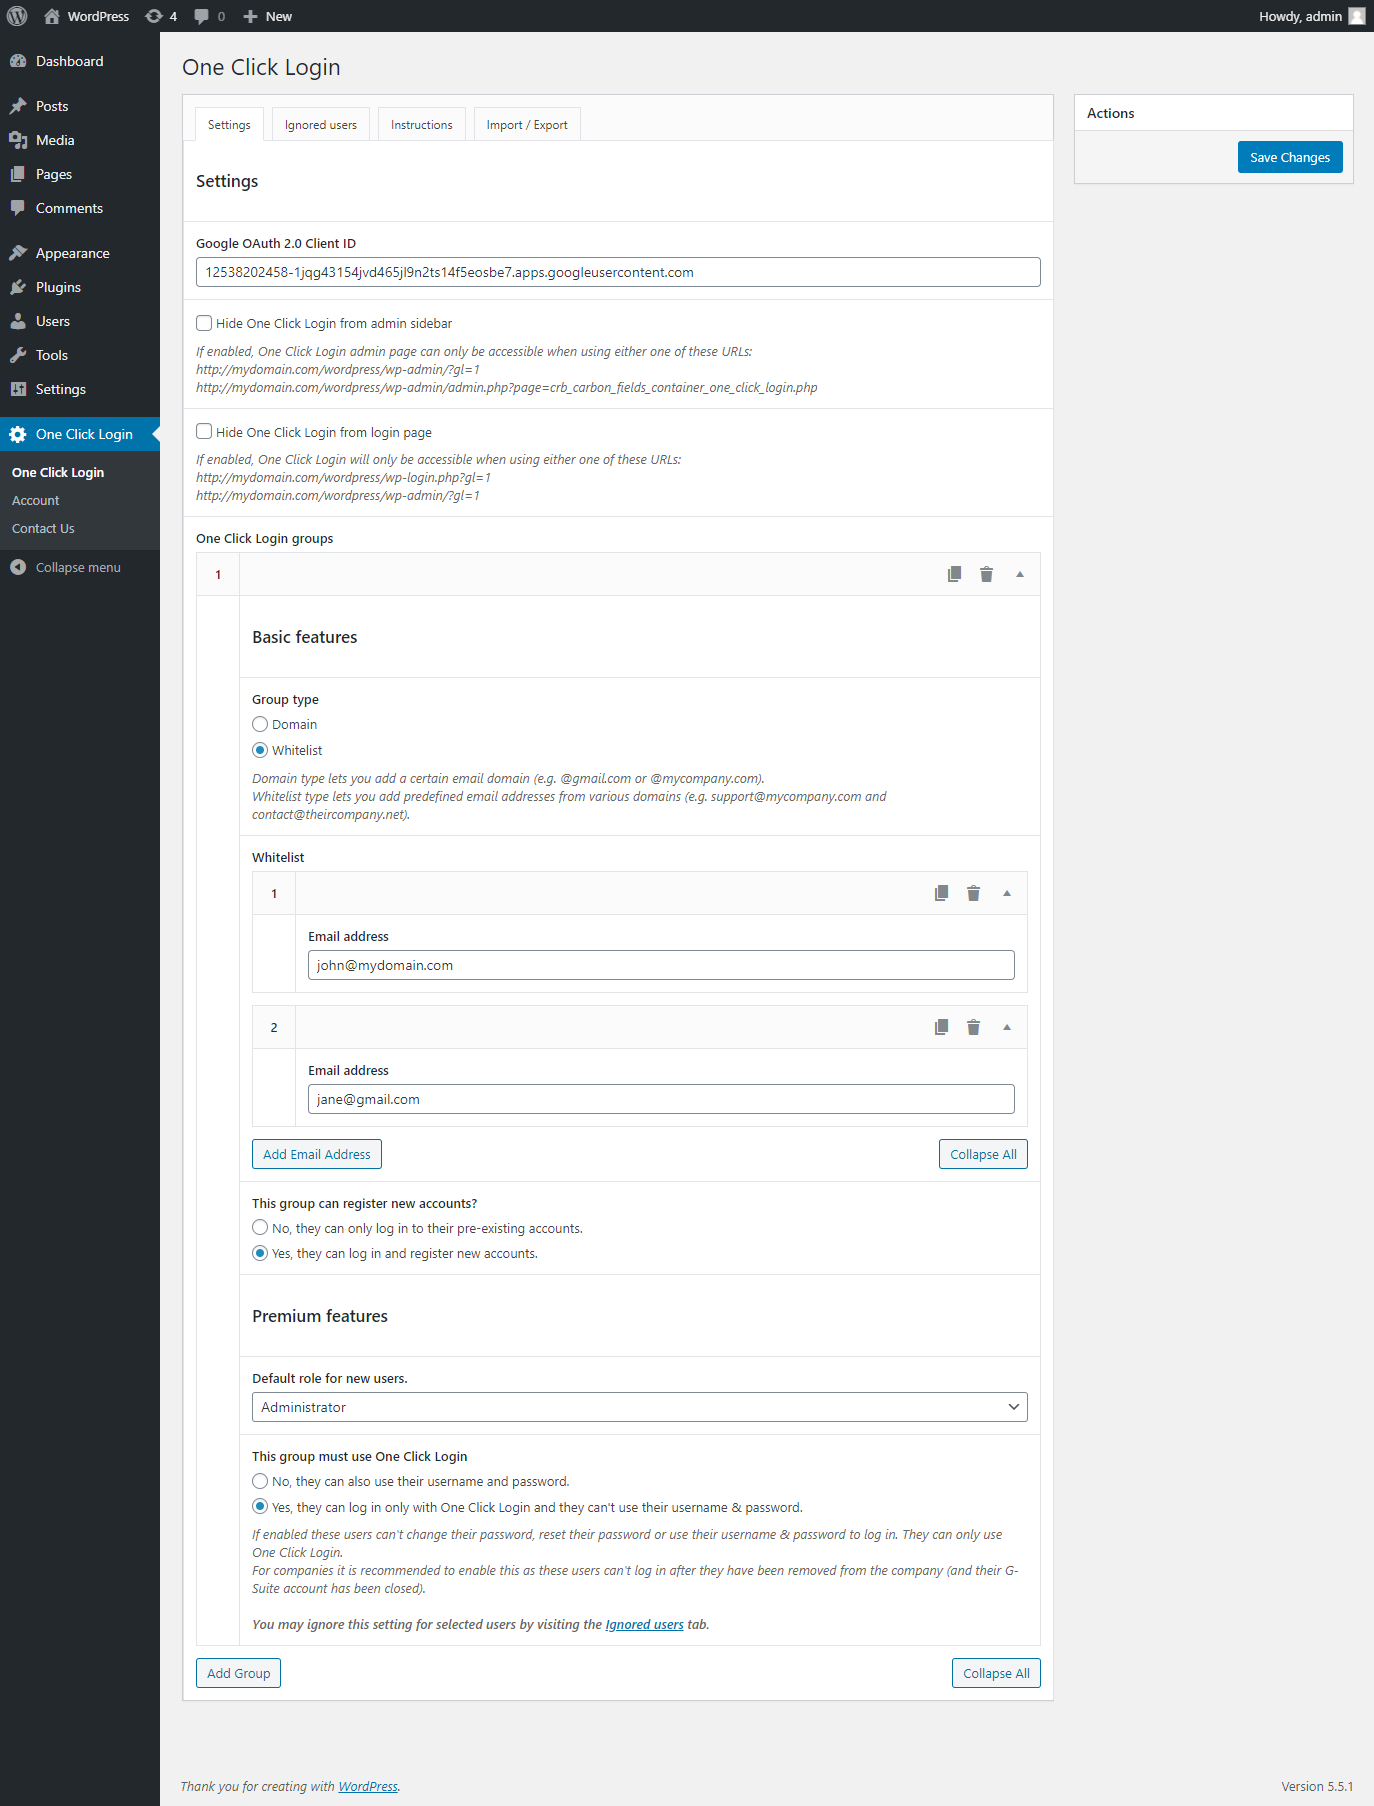 WordPress
4
0
New
Howdy, admin
Dashboard
Posts
Media
Pages
Comments
Appearance
Plugins
Users
Tools
Settings
One Click Login
One Click Login
Account
Contact Us
Collapse menu
One Click Login
Settings
Ignored users
Instructions
Import / Export
Settings
Google OAuth 2.0 Client ID
12538202458-1jqg43154jvd465jl9n2ts14f5eosbe7.apps.googleusercontent.com
Hide One Click Login from admin sidebar
If enabled, One Click Login admin page can only be accessible when using either one of these URLs:
http://mydomain.com/wordpress/wp-admin/?gl=1
http://mydomain.com/wordpress/wp-admin/admin.php?page=crb_carbon_fields_container_one_click_login.php
Hide One Click Login from login page
If enabled, One Click Login will only be accessible when using either one of these URLs:
http://mydomain.com/wordpress/wp-login.php?gl=1
http://mydomain.com/wordpress/wp-admin/?gl=1
One Click Login groups
1
Basic features
Group type
Domain
Whitelist
Domain type lets you add a certain email domain (e.g. @gmail.com or @mycompany.com).
Whitelist type lets you add predefined email addresses from various domains (e.g. support@mycompany.com and
contact@theircompany.net).
Whitelist
1
Email address
john@mydomain.com
2
Email address
jane@gmail.com
Add Email Address
Collapse All
This group can register new accounts?
No, they can only log in to their pre-existing accounts.
Yes, they can log in and register new accounts.
Premium features
Default role for new users.
Administrator
This group must use One Click Login
No, they can also use their username and password.
Yes, they can log in only with One Click Login and they can't use their username & password.
If enabled these users can't change their password, reset their password or use their username & password to log in. They can only use
One Click Login.
For companies it is recommended to enable this as these users can't log in after they have been removed from the company (and their G-
Suite account has been closed).
You may ignore this setting for selected users by visiting the Ignored users tab.
Add Group
Collapse All
Actions
Save Changes
Thank you for creating with WordPress.
Version 5.5.1